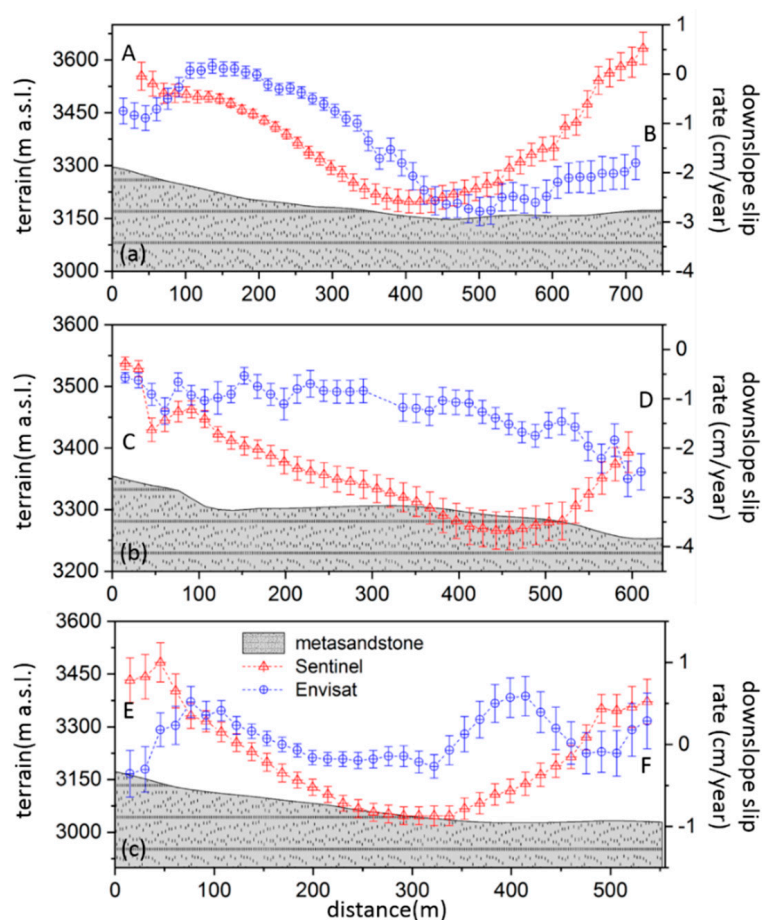 A
B
(a)
terrain(m a.s.l.)
3600
3450
3300
3150
3000
1
0
-1
-2
-3
-4
downslope slip
rate (cm/year)
0 100 200 300 400 500 600 700
C
D
(b)
terrain(m a.s.l.)
3600
3500
3400
3300
3200
0
-1
-2
-3
-4
downslope slip
rate (cm/year)
0 100 200 300 400 500 600
metasandstone
Sentinel
Envisat
E
F
(c)
terrain(m a.s.l.)
3600
3450
3300
3150
3000
1
0
-1
downslope slip
rate (cm/year)
0 100 200 300 400 500
distance(m)